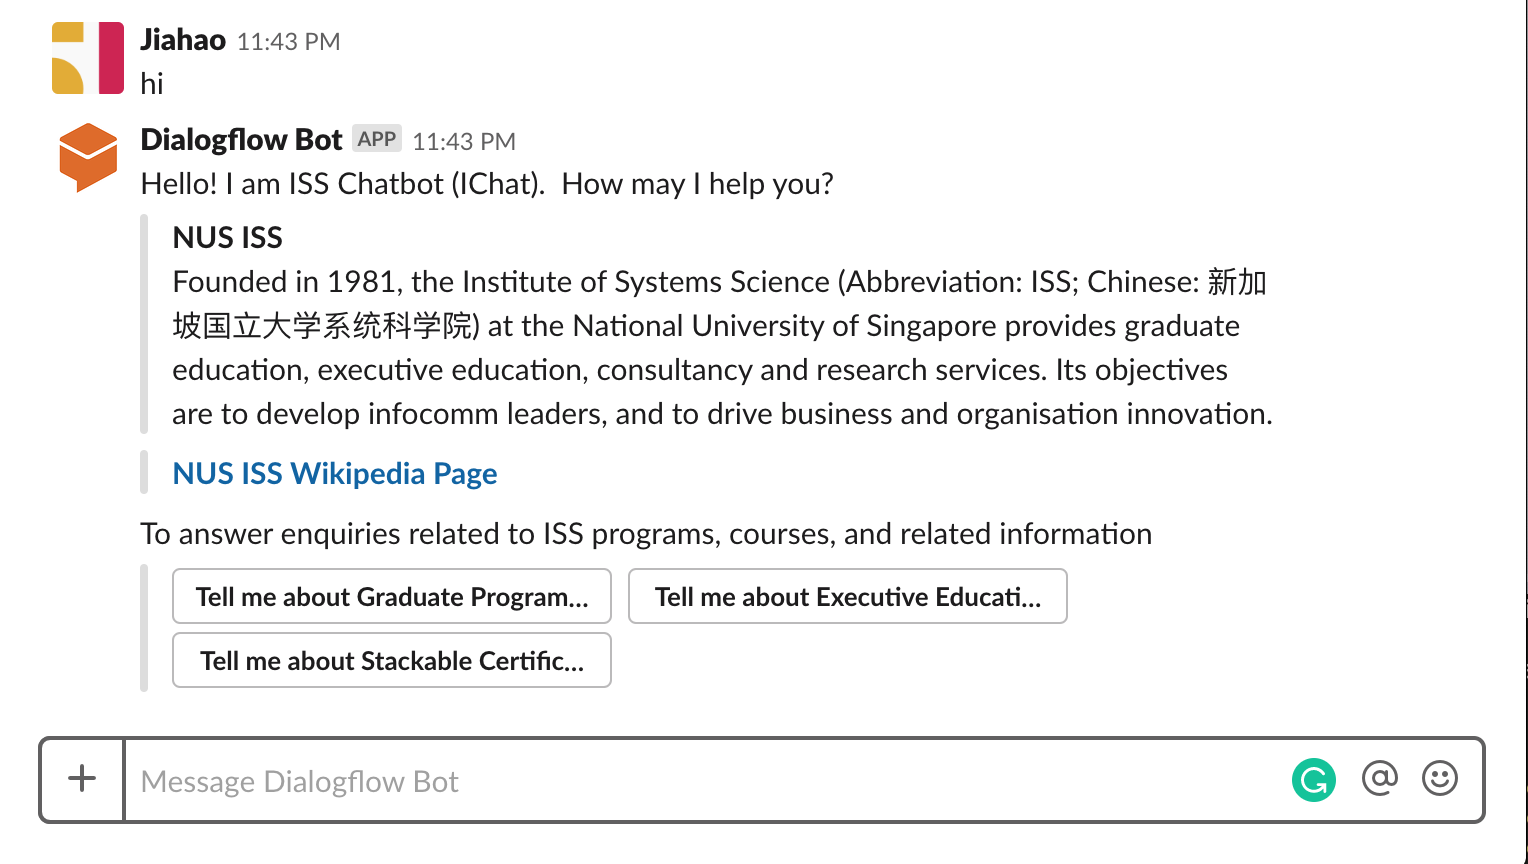 Jiahao 11:43 PM
hi
Dialogflow Bot APP 11:43 PM
Hello! I am ISS Chatbot (IChat).  How may I help you?
NUS ISS
Founded in 1981, the Institute of Systems Science (Abbreviation: ISS; Chinese: 新加
坡国立大学系统科学院) at the National University of Singapore provides graduate
education, executive education, consultancy and research services. Its objectives
are to develop infocomm leaders, and to drive business and organisation innovation.
NUS ISS Wikipedia Page
To answer enquiries related to ISS programs, courses, and related information
Tell me about Graduate Program... Tell me about Executive Educati...
Tell me about Stackable Certific...
Message Dialogflow Bot